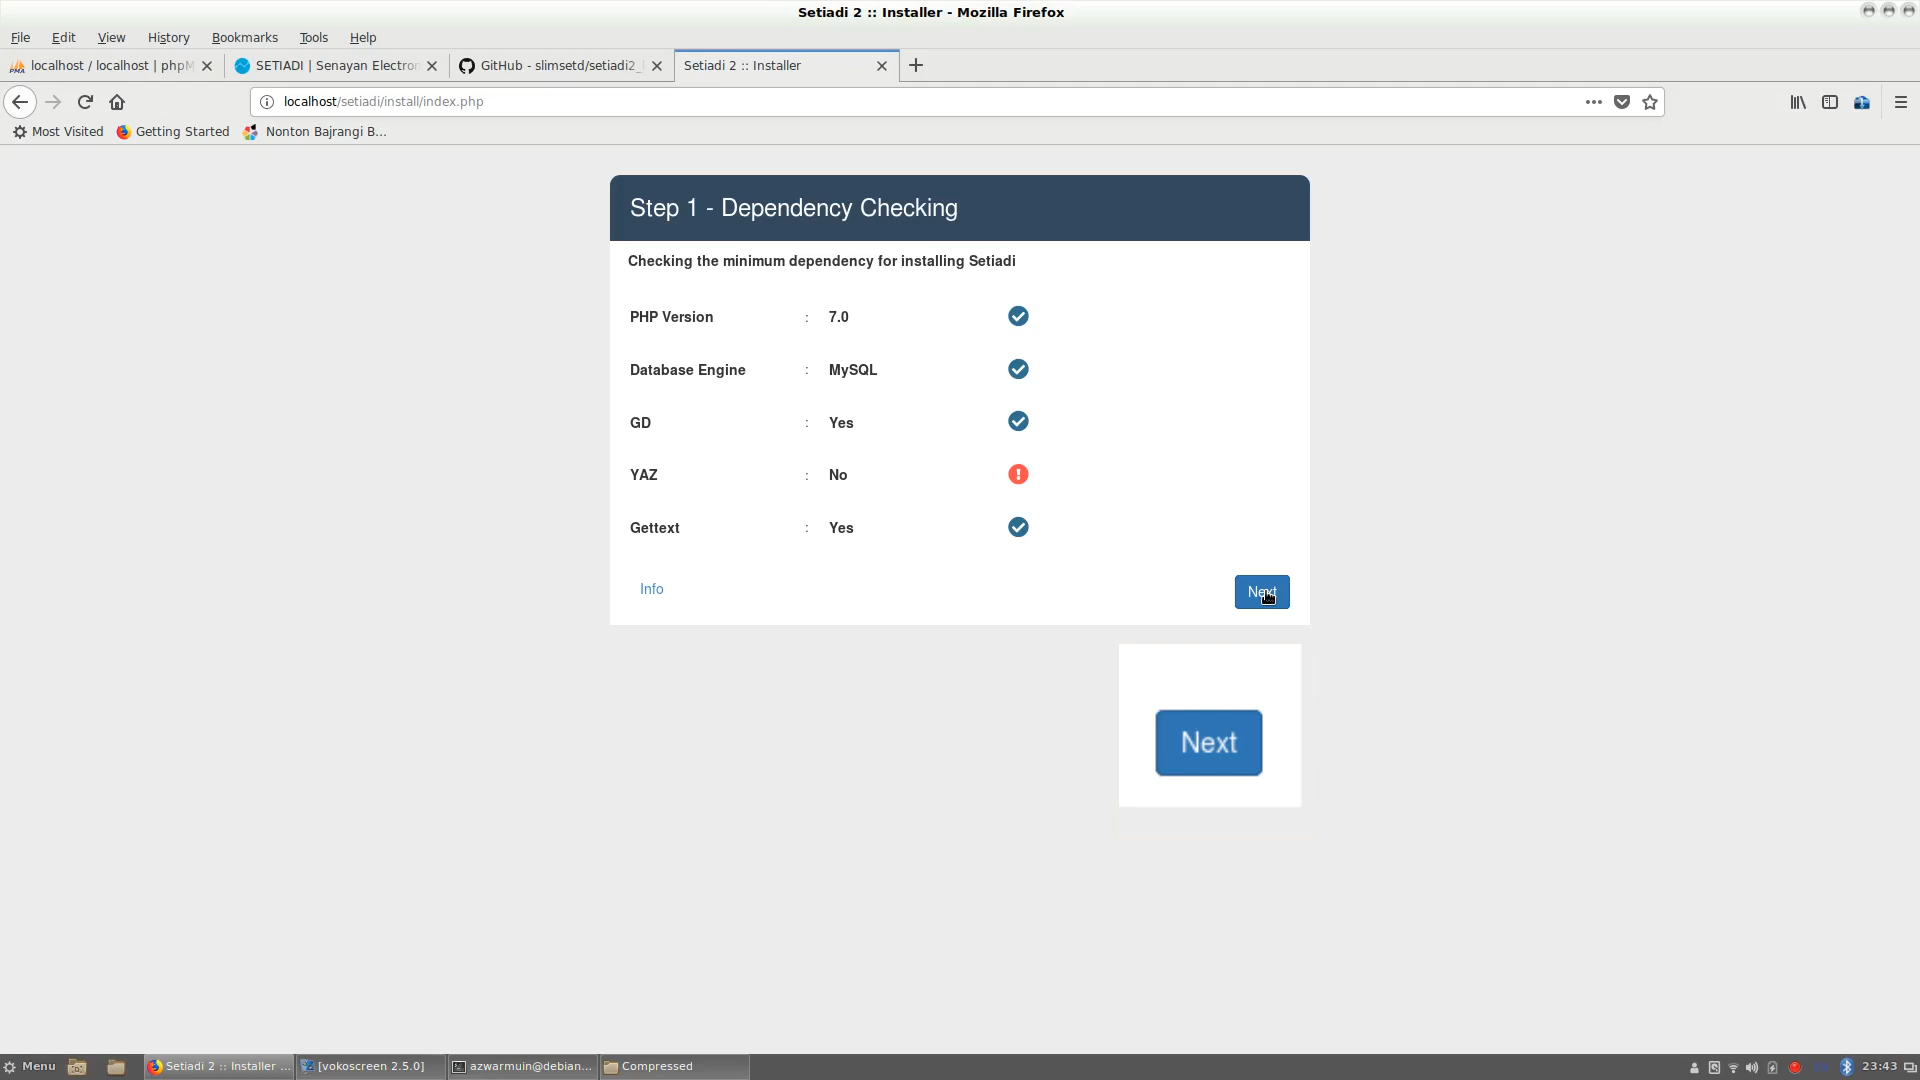 Setiadi 2 :: Installer - Mozilla Firefox
File Edit View History Bookmarks Tools Help
localhost / localhost | phpM
SETIADI | Senayan Electron
GitHub - slimsetd/setiadi2_
Setiadi 2 :: Installer
localhost/setiadi/install/index.php
Most Visited Getting Started Nonton Bajrangi B...
Step 1 - Dependency Checking
Checking the minimum dependency for installing Setiadi
PHP Version : 7.0
Database Engine : MySQL
GD : Yes
YAZ : No
Gettext : Yes
Info Next
Next
Menu Setiadi 2 :: Installer ... [vokoscreen 2.5.0] azwarmuin@debian... Compressed 23:43